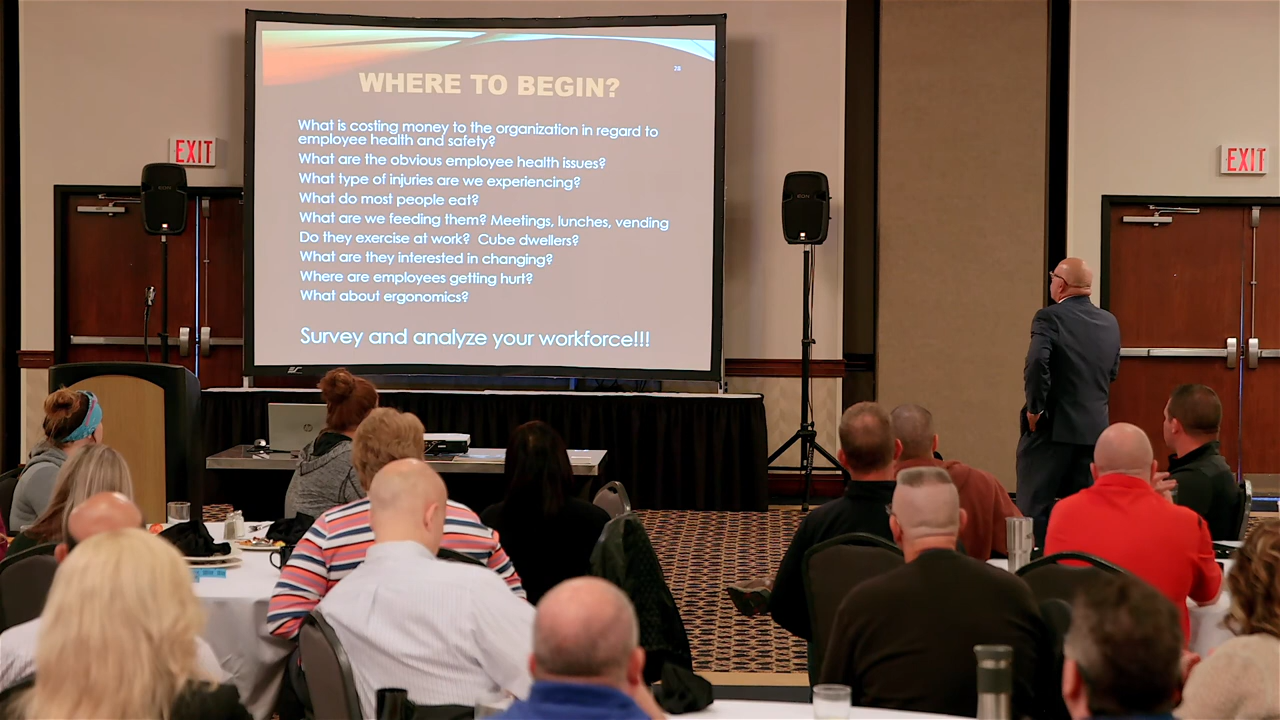 28
WHERE TO BEGIN?
What is costing money to the organization in regard to
employee health and safety?
What are the obvious employee health issues?
What type of injuries are we experiencing?
What do most people eat?
What are we feeding them? Meetings, lunches, vending
Do they exercise at work? Cube dwellers?
What are they interested in changing?
Where are employees getting hurt?
What about ergonomics?
Survey and analyze your workforce!!!
EXIT
EXIT
hp